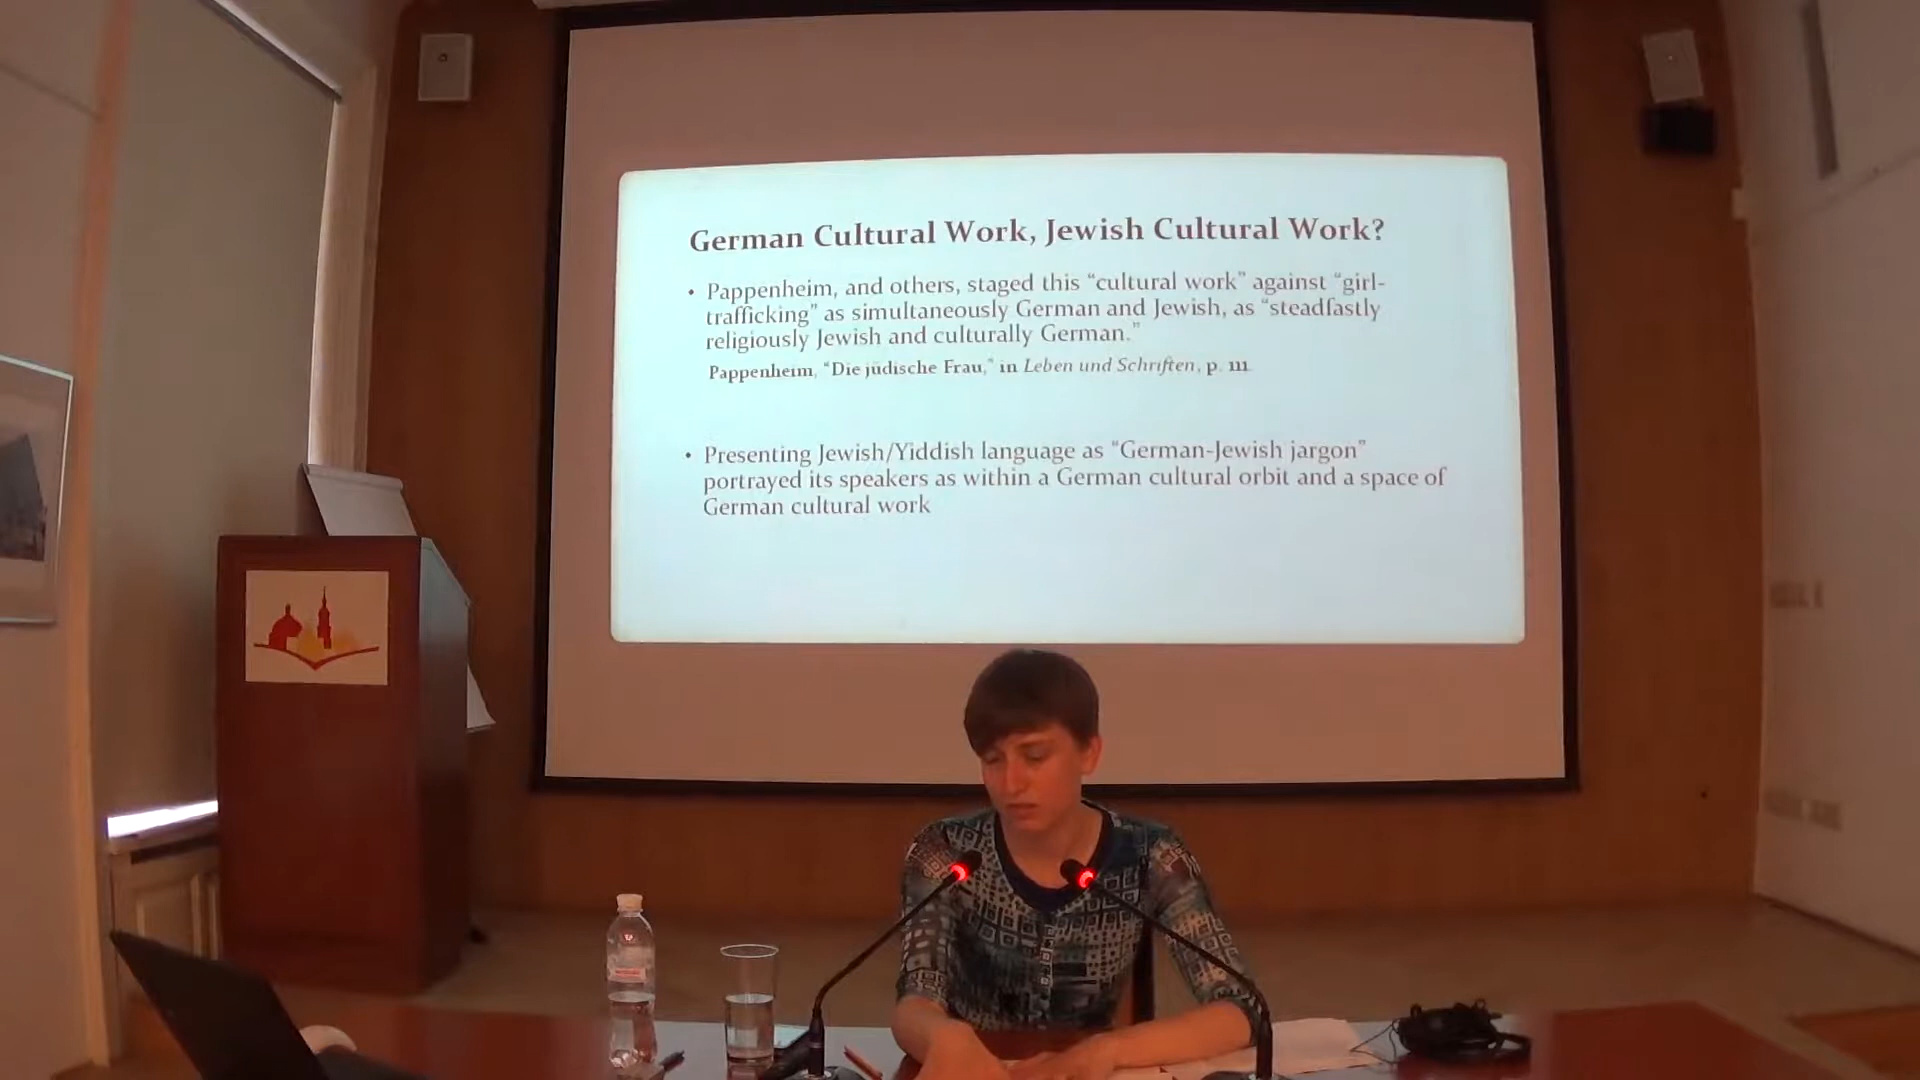 German Cultural Work, Jewish Cultural Work?
• Pappenheim, and others, staged this “cultural work” against “girl-
trafficking” as simultaneously German and Jewish, as “steadfastly
religiously Jewish and culturally German.”
Pappenheim, “Die jüdische Frau,” in Leben und Schriften, p. 111.
• Presenting Jewish/Yiddish language as “German-Jewish jargon”
portrayed its speakers as within a German cultural orbit and a space of
German cultural work